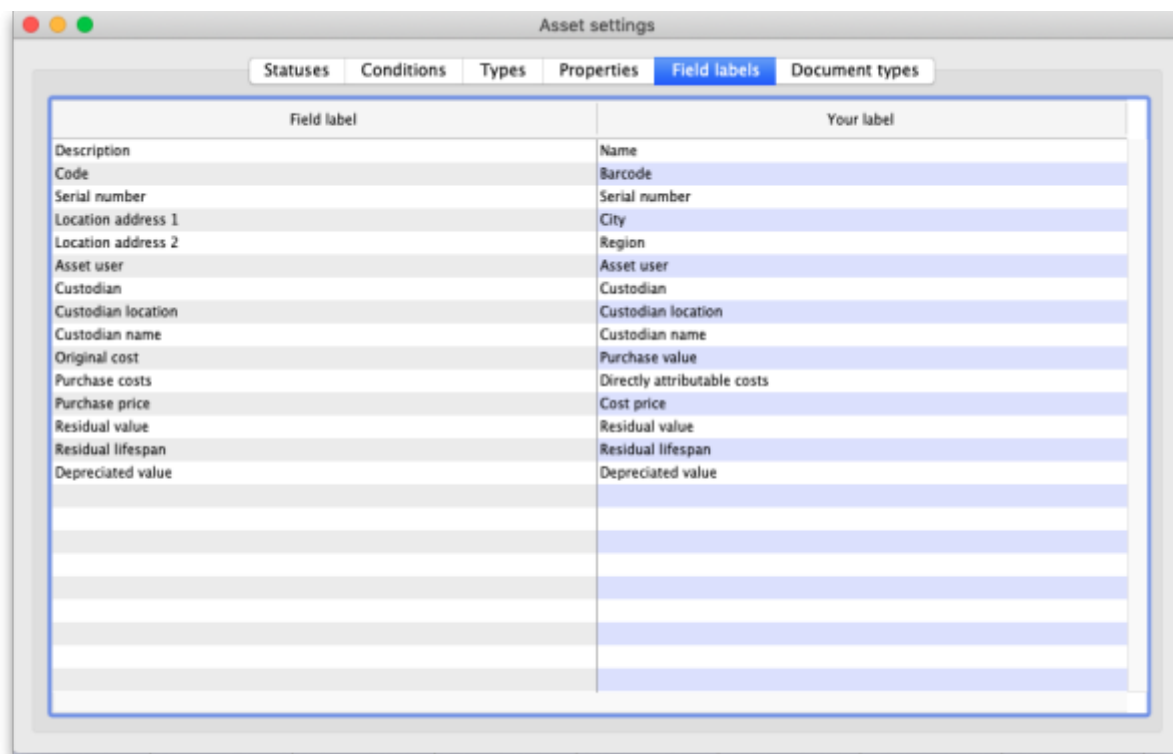 Asset settings
Statuses Conditions Types Properties Field labels Document types
Field label Your label
Description Name
Code Barcode
Serial number Serial number
Location address 1 City
Location address 2 Region
Asset user Asset user
Custodian Custodian
Custodian location Custodian location
Custodian name Custodian name
Original cost Purchase value
Purchase costs Directly attributable costs
Purchase price Cost price
Residual value Residual value
Residual lifespan Residual lifespan
Depreciated value Depreciated value